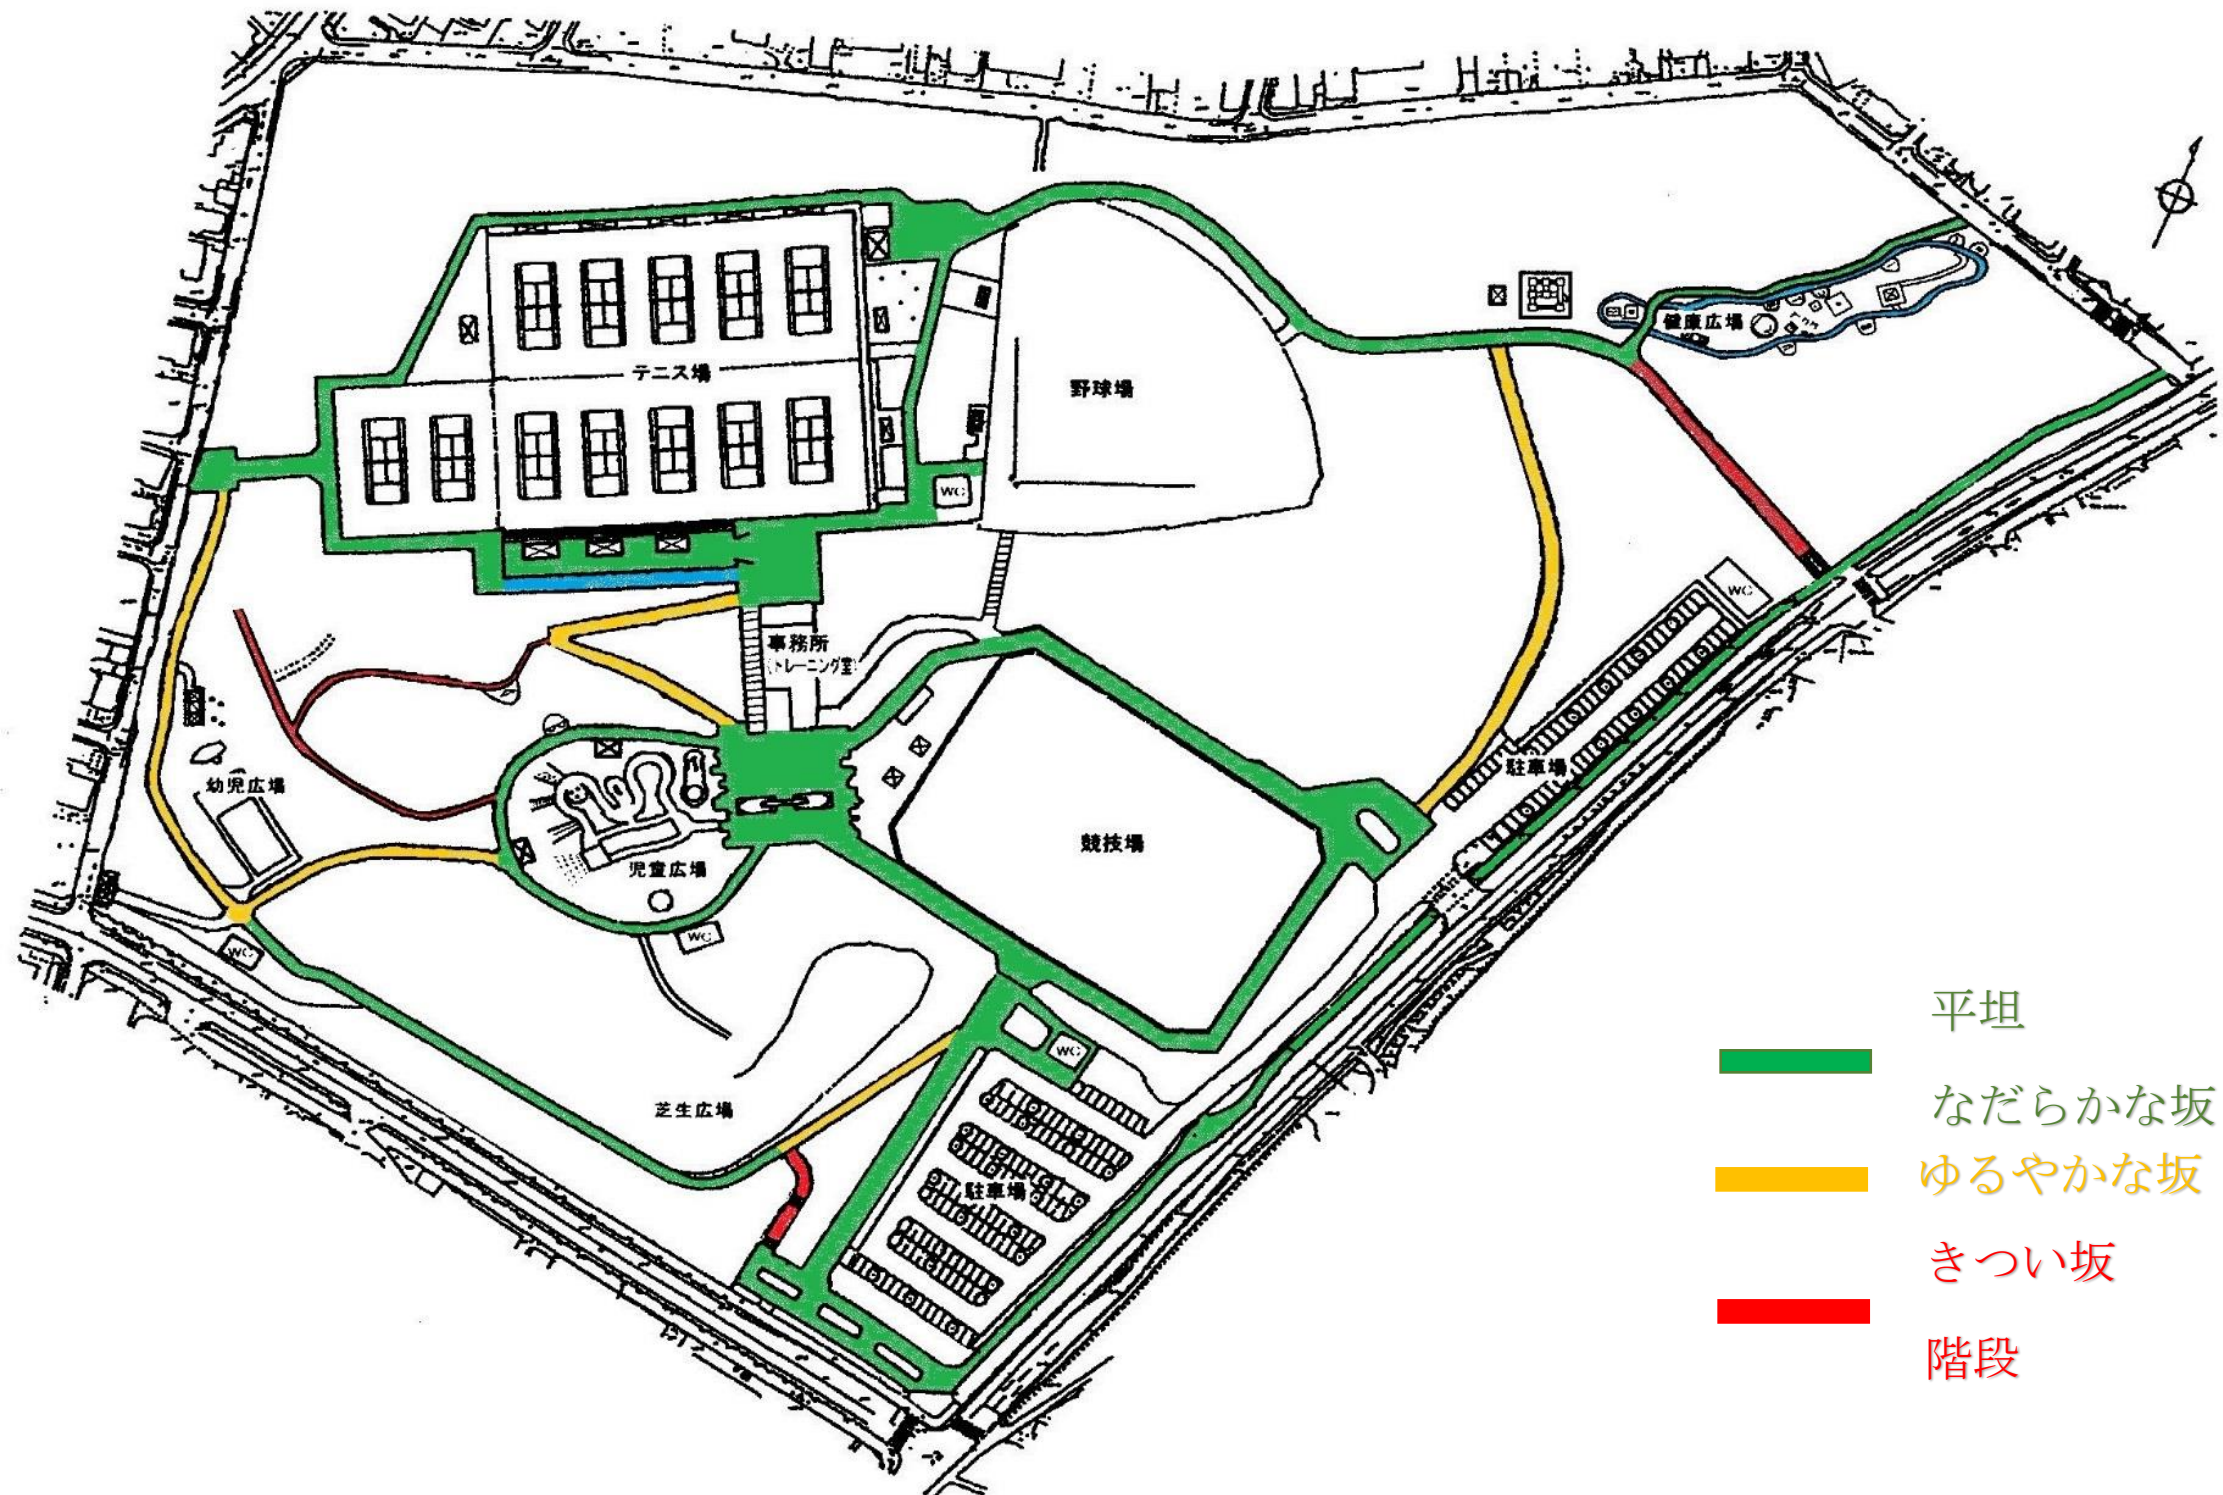 健康広場
テニス場
野球場
WC
WC
事務所
(トレーニング室)
駐車場
幼児広場
競技場
児童広場
WC
WC
平坦
WC
なだらかな坂
芝生広場
ゆるやかな坂
駐車場
きつい坂
階段